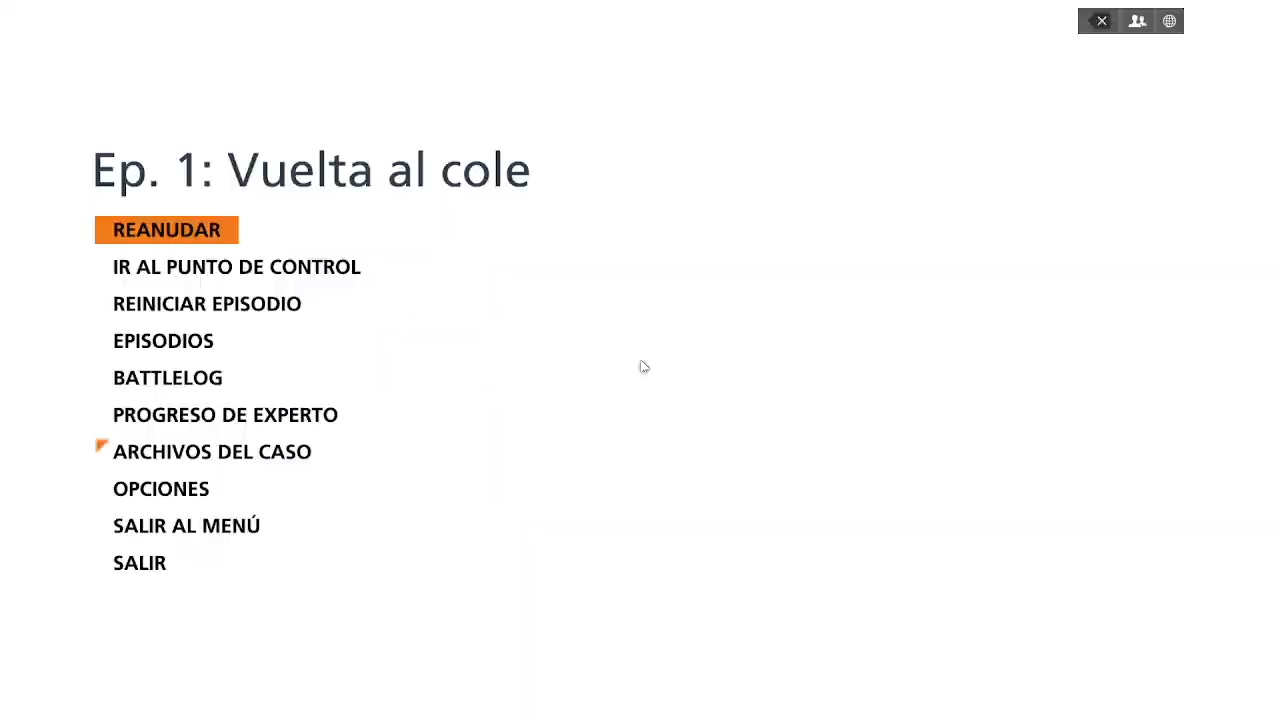 Ep. 1: Vuelta al cole
REANUDAR
IR AL PUNTO DE CONTROL
REINICIAR EPISODIO
EPISODIOS
BATTLELOG
PROGRESO DE EXPERTO
ARCHIVOS DEL CASO
OPCIONES
SALIR AL MENÚ
SALIR